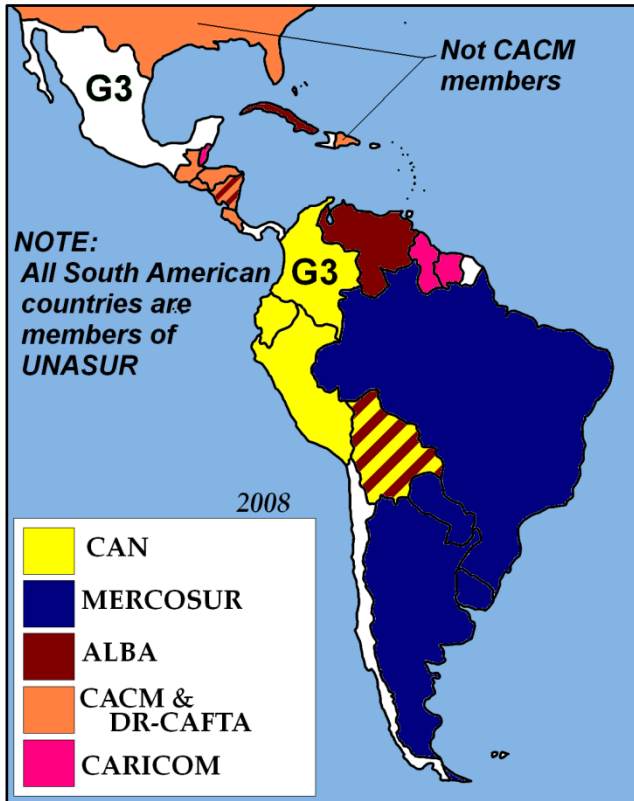 G3
Not CACM
members
NOTE:
All South American
countries are
members of
UNASUR
G3
2008
CAN
MERCOSUR
ALBA
CACM &
DR-CAFTA
CARICOM